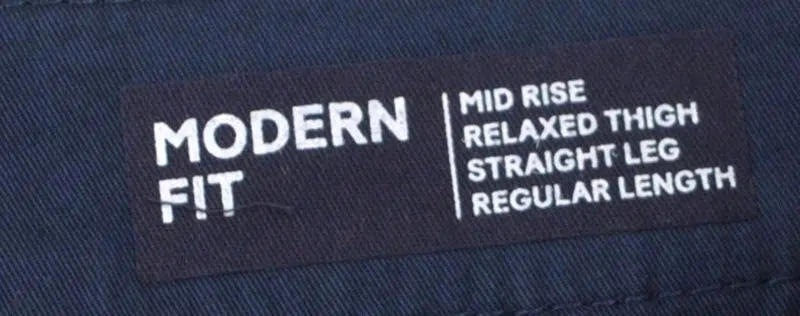 MODERN
FIT
MID RISE
RELAXED THIGH
STRAIGHT LEG
REGULAR LENGTH